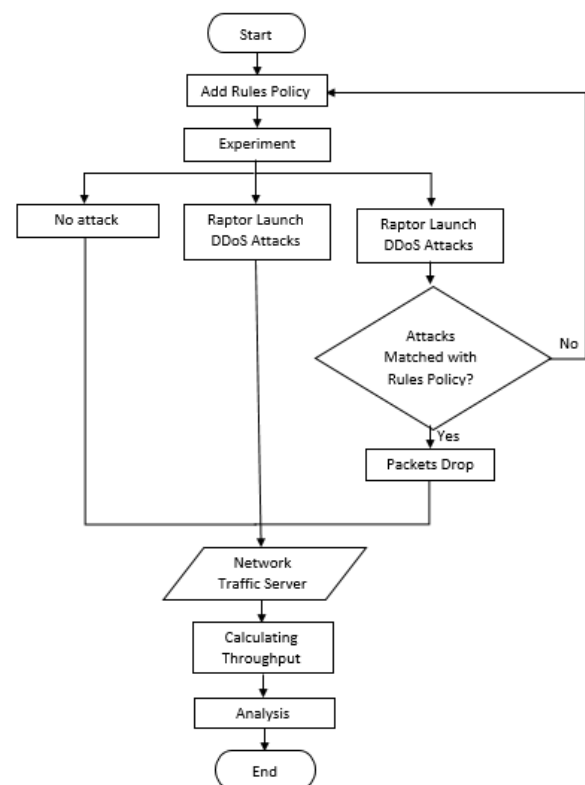 Start
Add Rules Policy
Experiment
No attack
Raptor Launch
DDoS Attacks
Raptor Launch
DDoS Attacks
Attacks
Matched with
Rules Policy?
No
Yes
Packets Drop
Network
Traffic Server
Calculating
Throughput
Analysis
End